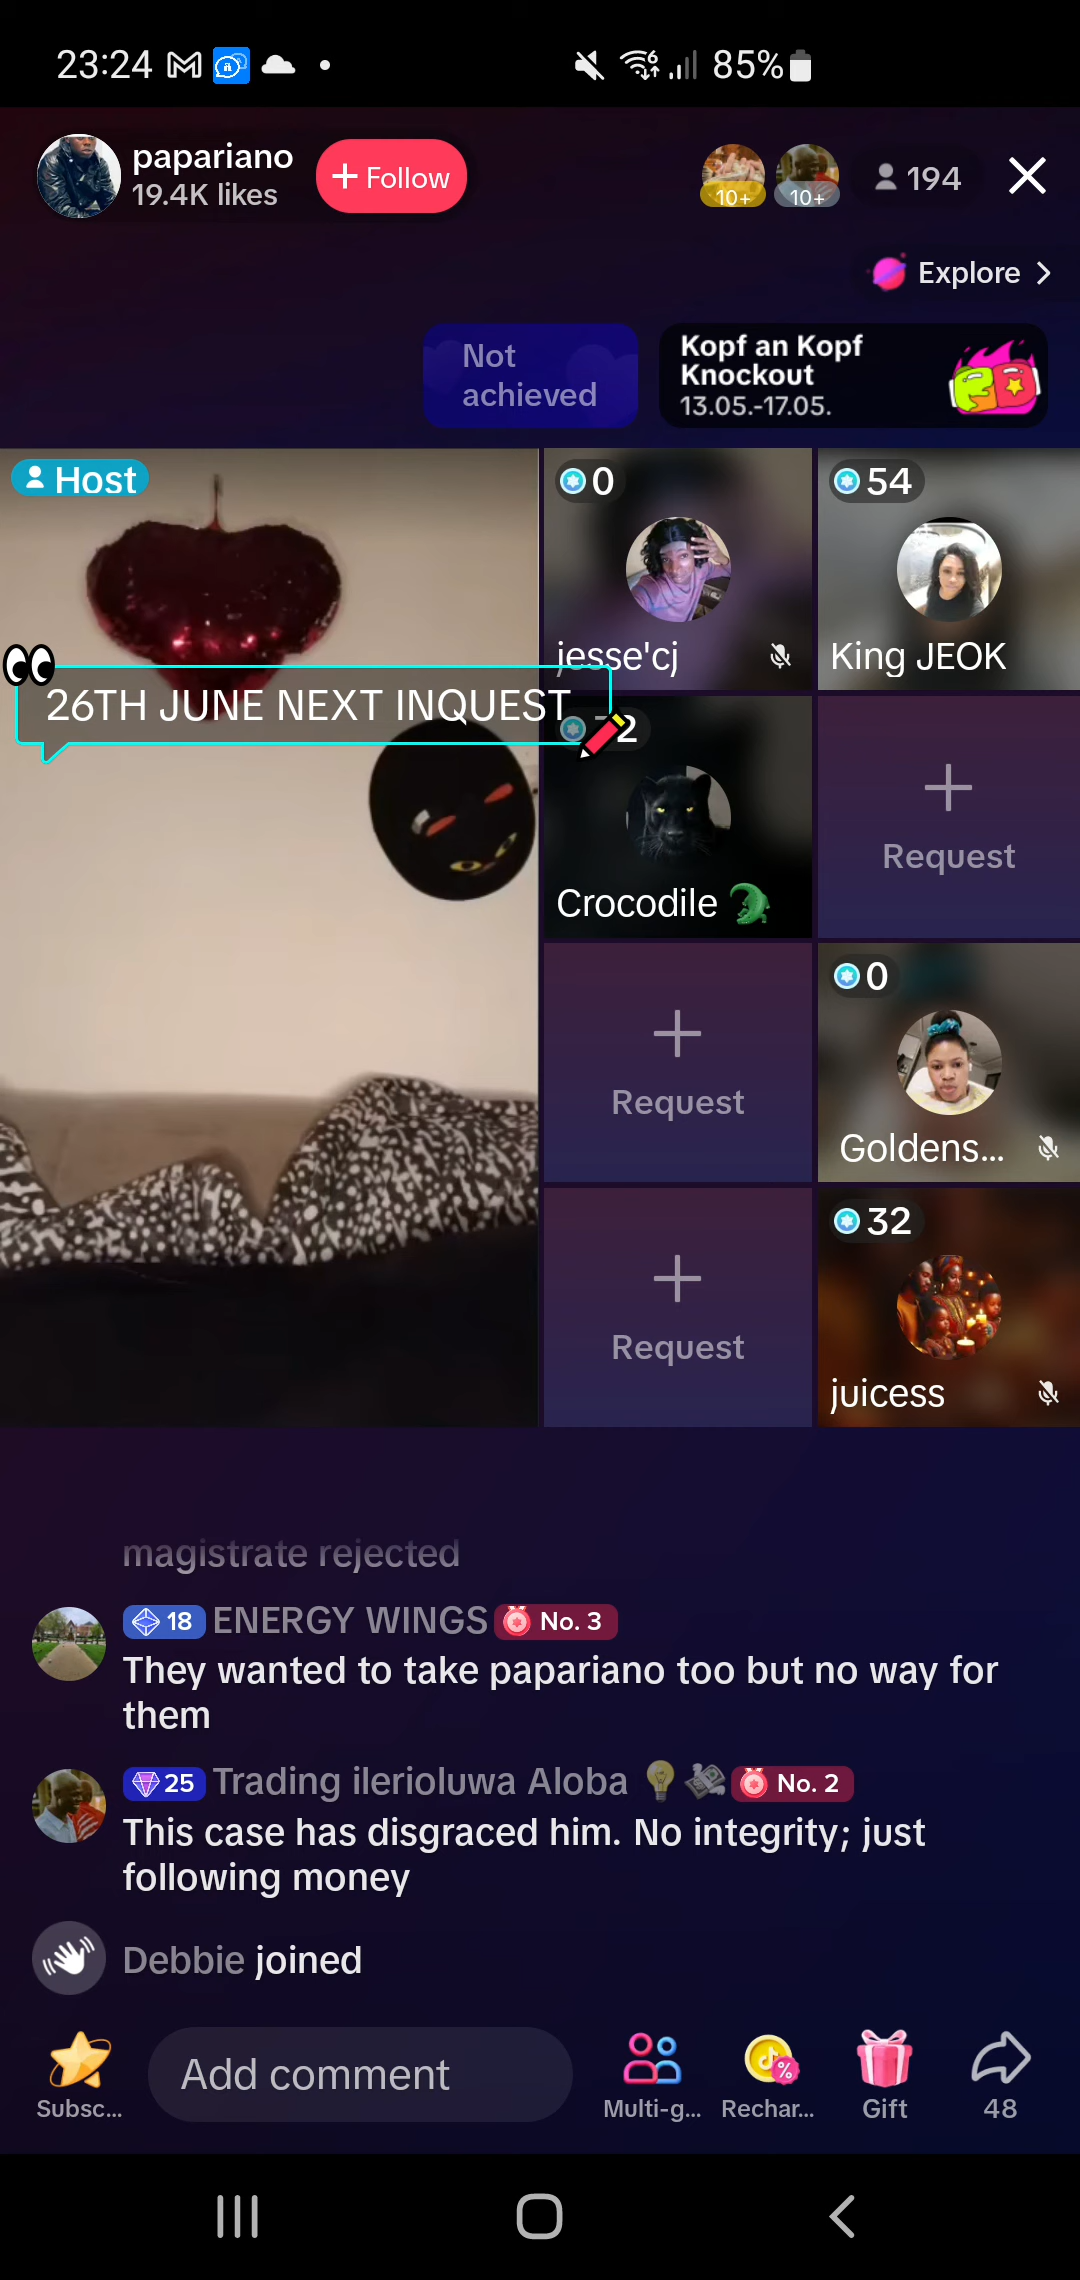 23:24
85%
papariano
19.4K likes
+ Follow
10+
10+
194
Explore >
Not
achieved
Kopf an Kopf
Knockout
13.05.-17.05.
Host
0
54
jesse'cj
King JEOK
26TH JUNE NEXT INQUEST
2
Crocodile 🐊
Request
0
Request
Goldens...
32
Request
juicess
magistrate rejected
18 ENERGY WINGS No. 3
They wanted to take papariano too but no way for
them
25 Trading ilerioluwa Aloba 💡💸 No. 2
This case has disgraced him. No integrity; just
following money
Debbie joined
Add comment
Subsc...
Multi-g...
Rechar...
Gift
48